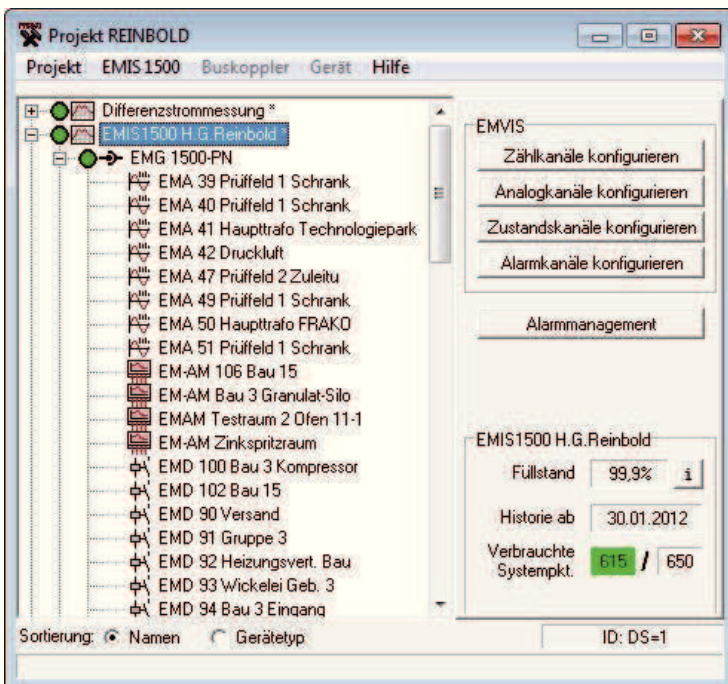 Projekt REINBOLD
Projekt EMIS 1500 Buskoppler Gerät Hilfe
Differenzstrommessung *
EMIS1500 H.G.Reinbold *
EMG 1500-PN
EMA 39 Prüffeld 1 Schrank
EMA 40 Prüffeld 1 Schrank
EMA 41 Haupttrafo Technologiepark
EMA 42 Druckluft
EMA 47 Prüffeld 2 Zuleitu
EMA 49 Prüffeld 1 Schrank
EMA 50 Haupttrafo FRAKO
EMA 51 Prüffeld 1 Schrank
EM-AM 106 Bau 15
EM-AM Bau 3 Granulat-Silo
EMAM Testraum 2 Ofen 11-1
EM-AM Zinkspritzraum
EMD 100 Bau 3 Kompressor
EMD 102 Bau 15
EMD 90 Versand
EMD 91 Gruppe 3
EMD 92 Heizungsvert. Bau
EMD 93 Wickelei Geb. 3
EMD 94 Bau 3 Eingang
EMVIS
Zählkanäle konfigurieren
Analogkanäle konfigurieren
Zustandskanäle konfigurieren
Alarmkanäle konfigurieren
Alarmmanagement
EMIS1500 H.G.Reinbold
Füllstand 99,9% i
Historie ab 30.01.2012
Verbrauchte
Systempkt. 615 / 650
Sortierung: Namen Gerätetyp ID: DS=1